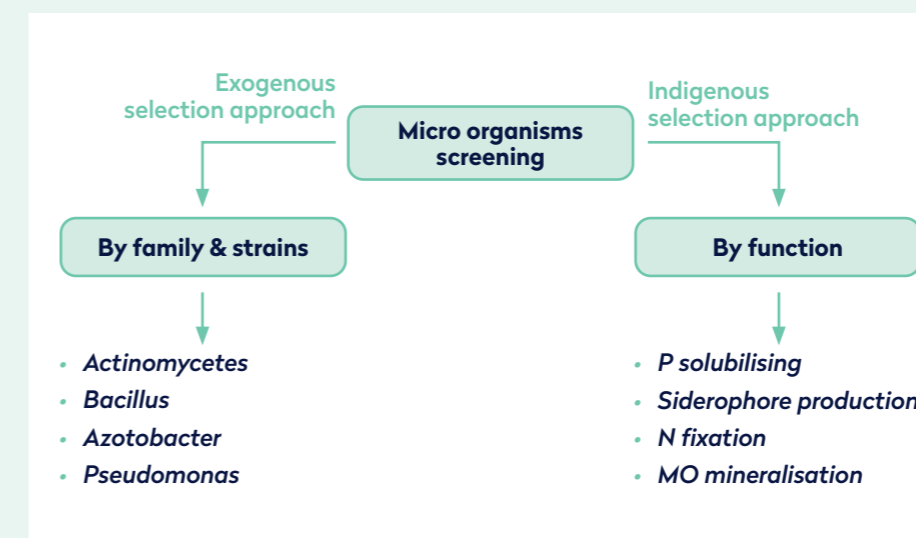 Exogenous
selection approach
Indigenous
selection approach
Micro organisms
screening
By family & strains
By function
• Actinomycetes
• Bacillus
• Azotobacter
• Pseudomonas
• P solubilising
• Siderophore production
• N fixation
• MO mineralisation